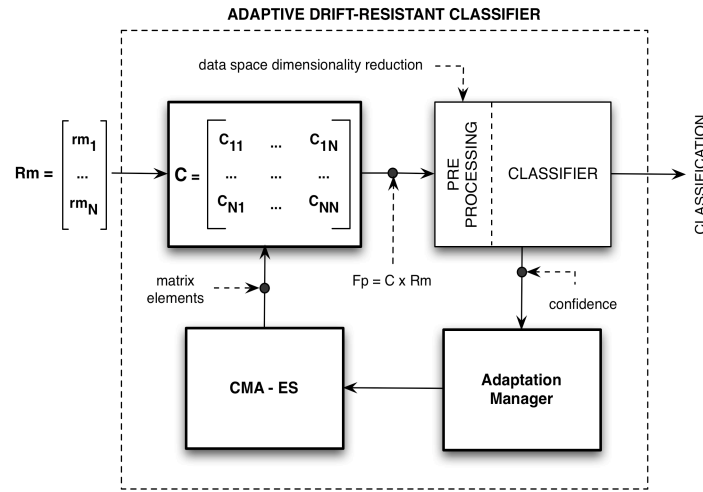 ADAPTIVE DRIFT-RESISTANT CLASSIFIER
data space dimensionality reduction
Rm =
rm1
...
rmN
C =
C11 ... C1N
... ... ...
CN1 ... CNN
PRE
PROCESSING
CLASSIFIER
CLASSIFICATION
Fp = C x Rm
matrix
elements
confidence
CMA - ES
Adaptation
Manager